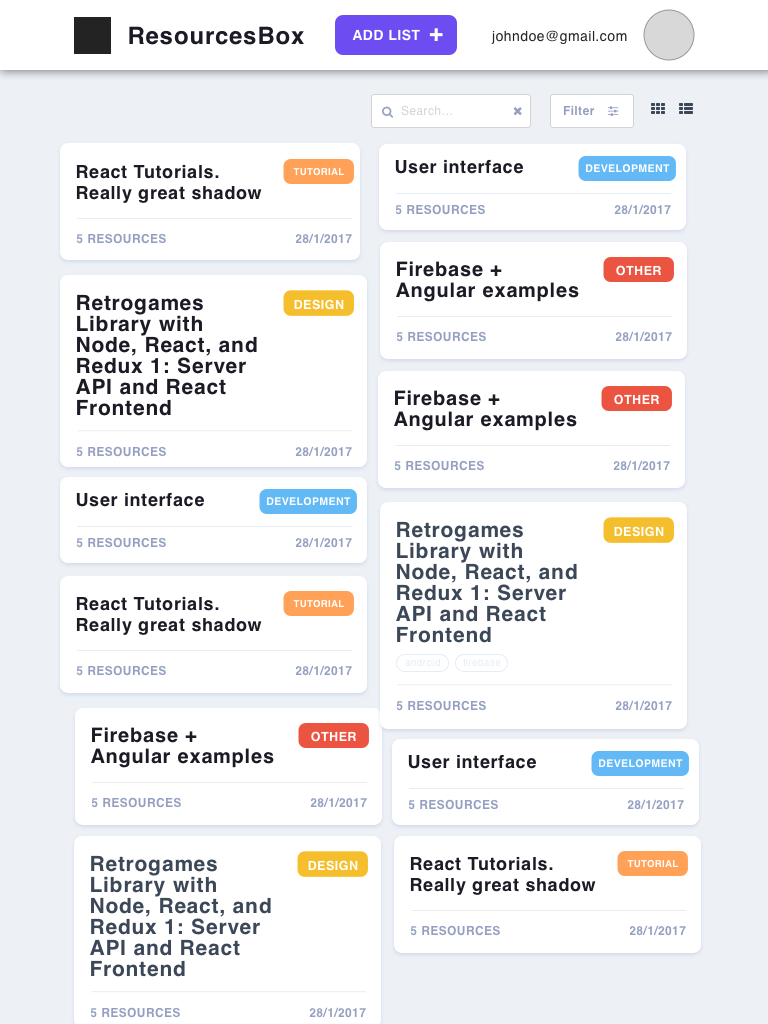 ResourcesBox
ADD LIST +
johndoe@gmail.com
Search...
Filter
React Tutorials.
Really great shadow
TUTORIAL
5 RESOURCES
28/1/2017
Retrogames
Library with
Node, React, and
Redux 1: Server
API and React
Frontend
DESIGN
5 RESOURCES
28/1/2017
User interface
DEVELOPMENT
5 RESOURCES
28/1/2017
React Tutorials.
Really great shadow
TUTORIAL
5 RESOURCES
28/1/2017
Firebase +
Angular examples
OTHER
5 RESOURCES
28/1/2017
Retrogames
Library with
Node, React, and
Redux 1: Server
API and React
Frontend
DESIGN
5 RESOURCES
28/1/2017
User interface
DEVELOPMENT
5 RESOURCES
28/1/2017
Firebase +
Angular examples
OTHER
5 RESOURCES
28/1/2017
Firebase +
Angular examples
OTHER
5 RESOURCES
28/1/2017
Retrogames
Library with
Node, React, and
Redux 1: Server
API and React
Frontend
DESIGN
android
firebase
5 RESOURCES
28/1/2017
User interface
DEVELOPMENT
5 RESOURCES
28/1/2017
React Tutorials.
Really great shadow
TUTORIAL
5 RESOURCES
28/1/2017